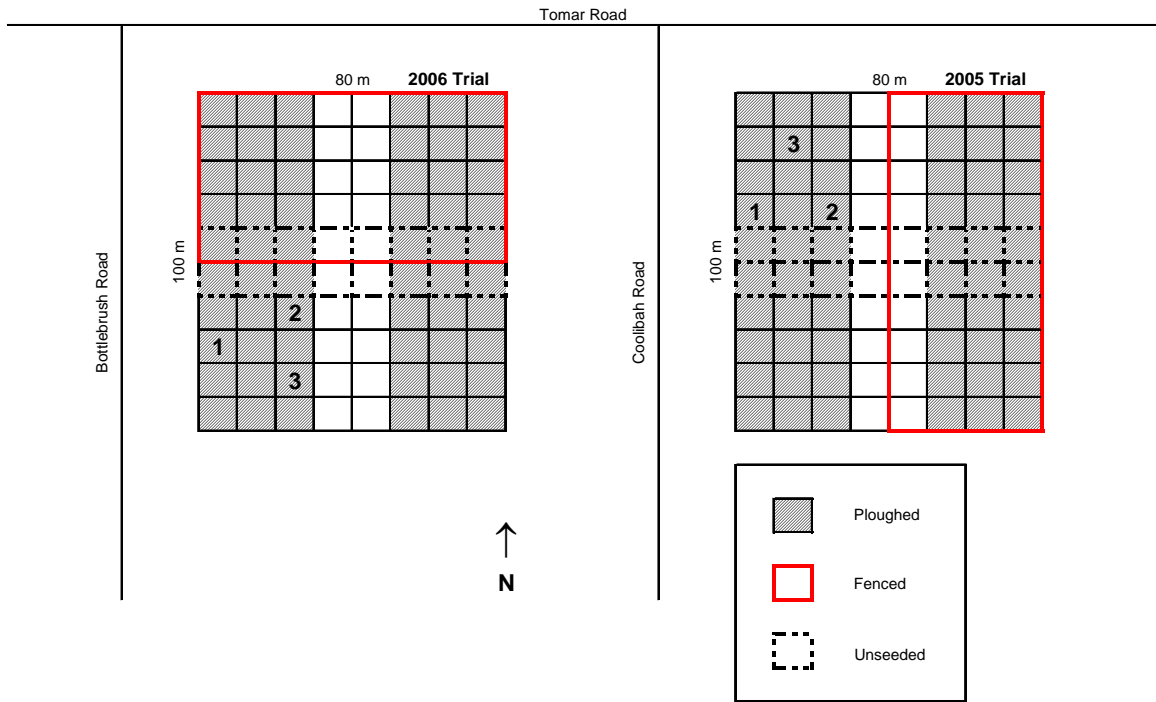 Tomar Road
80 m 2006 Trial
80 m 2005 Trial
Bottlebrush Road
100 m
2
1
3
Coolibah Road
100 m
3
1 2
N
Ploughed
Fenced
Unseeded